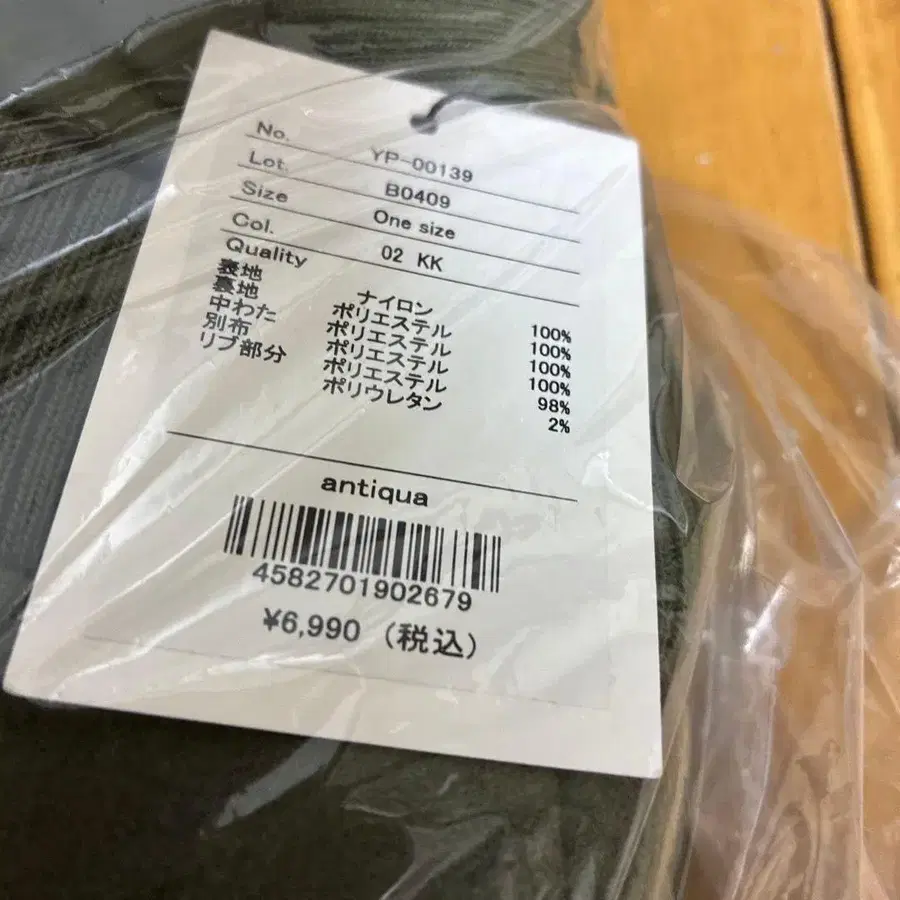 No. YP-00139
Lot. B0409
Size One size
Col. 02 KK
Quality
表地 ナイロン 100%
裏地 ポリエステル 100%
中わた ポリエステル 100%
別布 ポリエステル 100%
リブ部分 ポリエステル 98%
ポリウレタン 2%
antiqua
4582701902679
¥6,990 (税込)